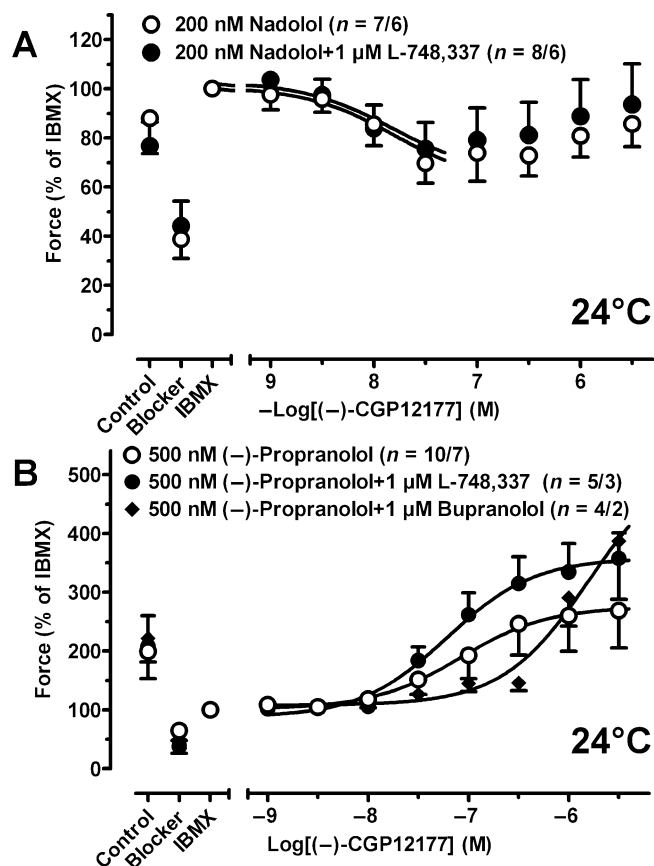 A
200 nM Nadolol (n = 7/6)
200 nM Nadolol+1 µM L-748,337 (n = 8/6)
Force (% of IBMX)
120
100
80
60
40
20
0
24°C
Control
Blocker
IBMX
9
8
7
6
–Log[(–)-CGP12177] (M)
B
500 nM (–)-Propranolol (n = 10/7)
500 nM (–)-Propranolol+1 µM L-748,337 (n = 5/3)
500 nM (–)-Propranolol+1 µM Bupranolol (n = 4/2)
Force (% of IBMX)
500
400
300
200
100
0
24°C
Control
Blocker
IBMX
–9
–8
–7
–6
Log[(–)-CGP12177] (M)